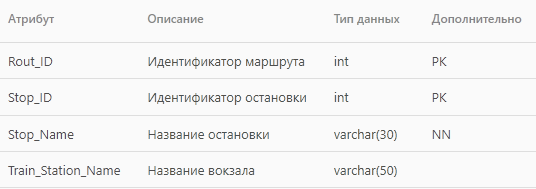 Атрибут Описание Тип данных Дополнительно
Rout_ID Идентификатор маршрута int PK
Stop_ID Идентификатор остановки int PK
Stop_Name Название остановки varchar(30) NN
Train_Station_Name Название вокзала varchar(50)